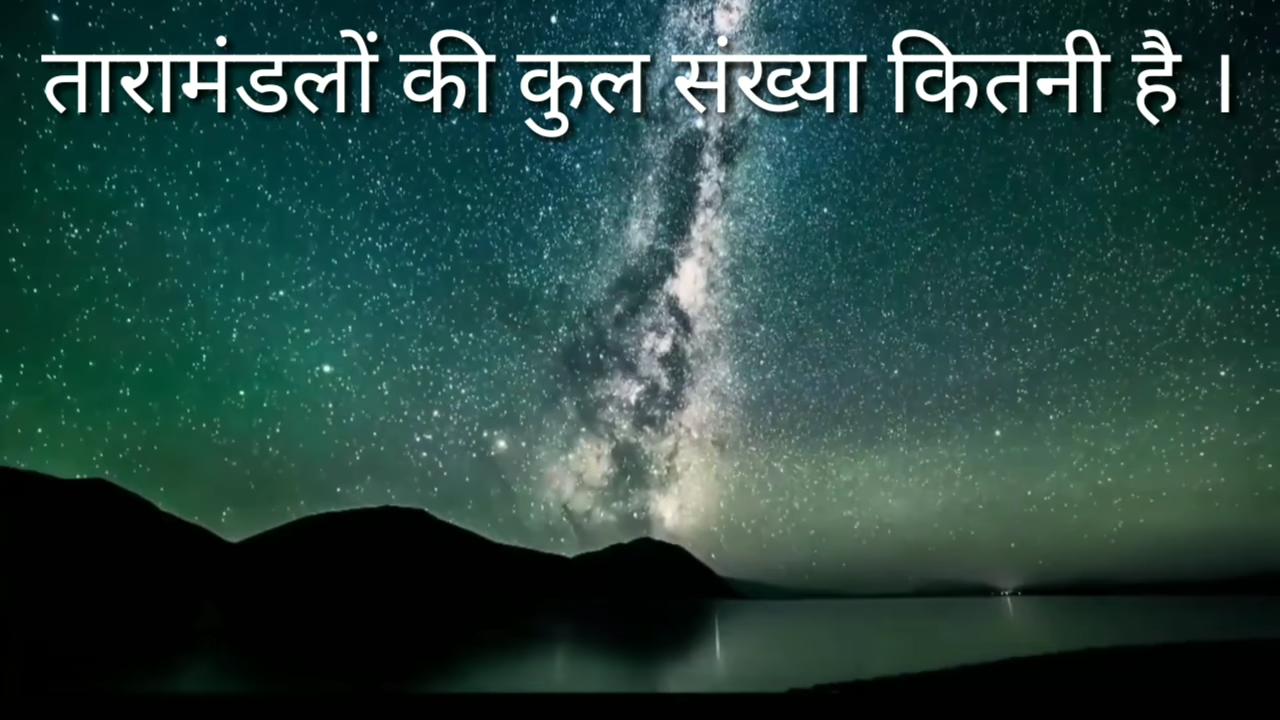 तारामंडलों की कुल संख्या कितनी है ।